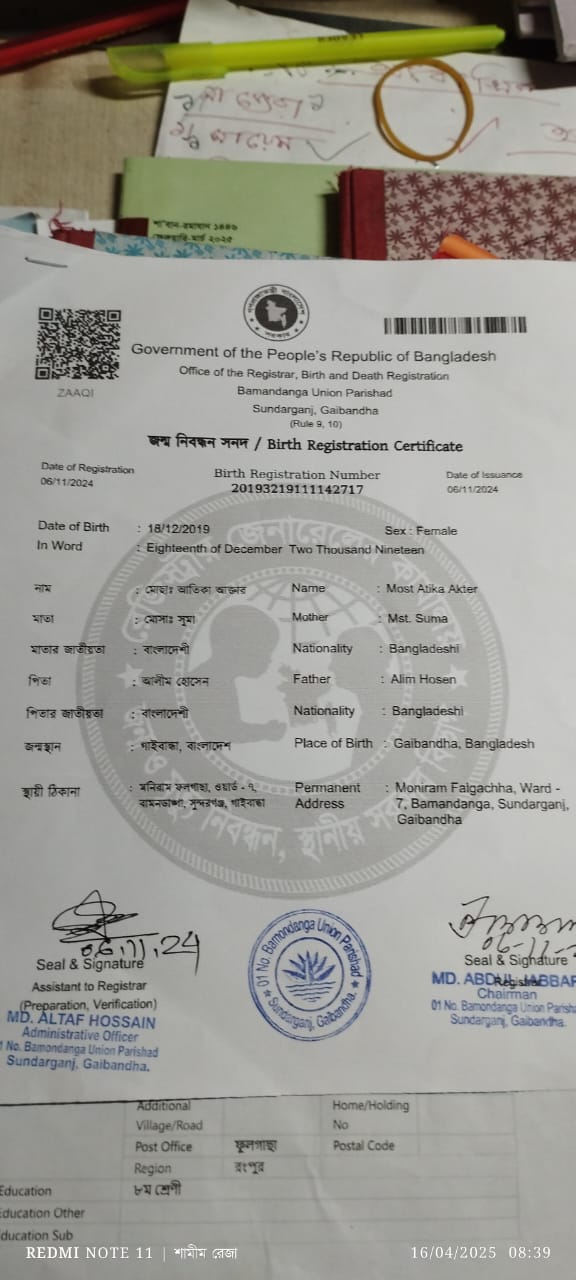 শা'বান-রমাযান ১৪৪৬
ফেব্রুয়ারি-মার্চ ২০২৫
ZAAQI
Government of the People's Republic of Bangladesh
Office of the Registrar, Birth and Death Registration
Bamandanga Union Parishad
Sundarganj, Gaibandha
(Rule 9, 10)
জন্ম নিবন্ধন সনদ / Birth Registration Certificate
Date of Registration Birth Registration Number Date of Issuance
06/11/2024 20193219111142717 06/11/2024
Date of Birth : 18/12/2019 Sex : Female
In Word : Eighteenth of December Two Thousand Nineteen
নাম : মোছাঃ আতিকা আক্তার Name : Most Atika Akter
মাতা : মোসাঃ সুমা Mother : Mst. Suma
মাতার জাতীয়তা : বাংলাদেশী Nationality : Bangladeshi
পিতা : আলীম হোসেন Father : Alim Hosen
পিতার জাতীয়তা : বাংলাদেশী Nationality : Bangladeshi
জন্মস্থান : গাইবান্ধা, বাংলাদেশ Place of Birth : Gaibandha, Bangladesh
স্থায়ী ঠিকানা : মনিরাম ফলগাছা, ওয়ার্ড - ৭, Permanent : Moniram Falgachha, Ward -
বামনডাঙ্গা, সুন্দরগঞ্জ, গাইবান্ধা Address 7, Bamandanga, Sundarganj,
Gaibandha
06.11.24
Seal & Signature
Assistant to Registrar
(Preparation, Verification)
MD. ALTAF HOSSAIN
Administrative Officer
1 No. Bamondanga Union Parishad
Sundarganj, Gaibandha.
01 No. Bamondanga Union Parishad
Sundarganj, Gaibandha.
06-11-2
Seal & Signature
Registrar
MD. ABDUL JABBAR
Chairman
01 No. Bamondanga Union Parisha
Sundarganj, Gaibandha.
Additional Home/Holding
Village/Road No
Post Office ফুলগাছা Postal Code
Region রংপুর
Education ৮ম শ্রেণী
Education Other
Education Sub
REDMI NOTE 11 | শামীম রেজা 16/04/2025 08:39